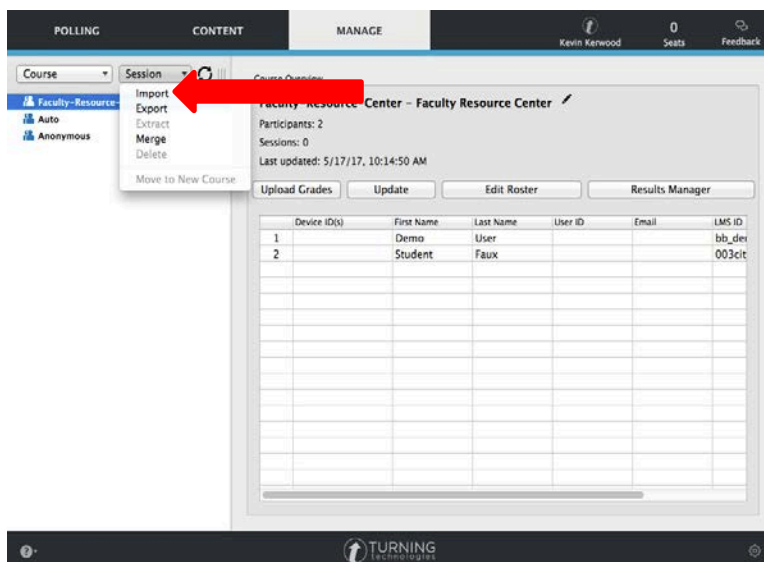 POLLING CONTENT MANAGE Kevin Kerwood 0 Seats Feedback
Course Session
Course Overview
Faculty-Resource-
Auto
Anonymous
Import
Export
Extract
Merge
Delete
Move to New Course
Faculty-Resource-Center – Faculty Resource Center
Participants: 2
Sessions: 0
Last updated: 5/17/17, 10:14:50 AM
Upload Grades Update Edit Roster Results Manager
Device ID(s) First Name Last Name User ID Email LMS ID
1 Demo User bb_der
2 Student Faux 003cit
TURNING
technologies